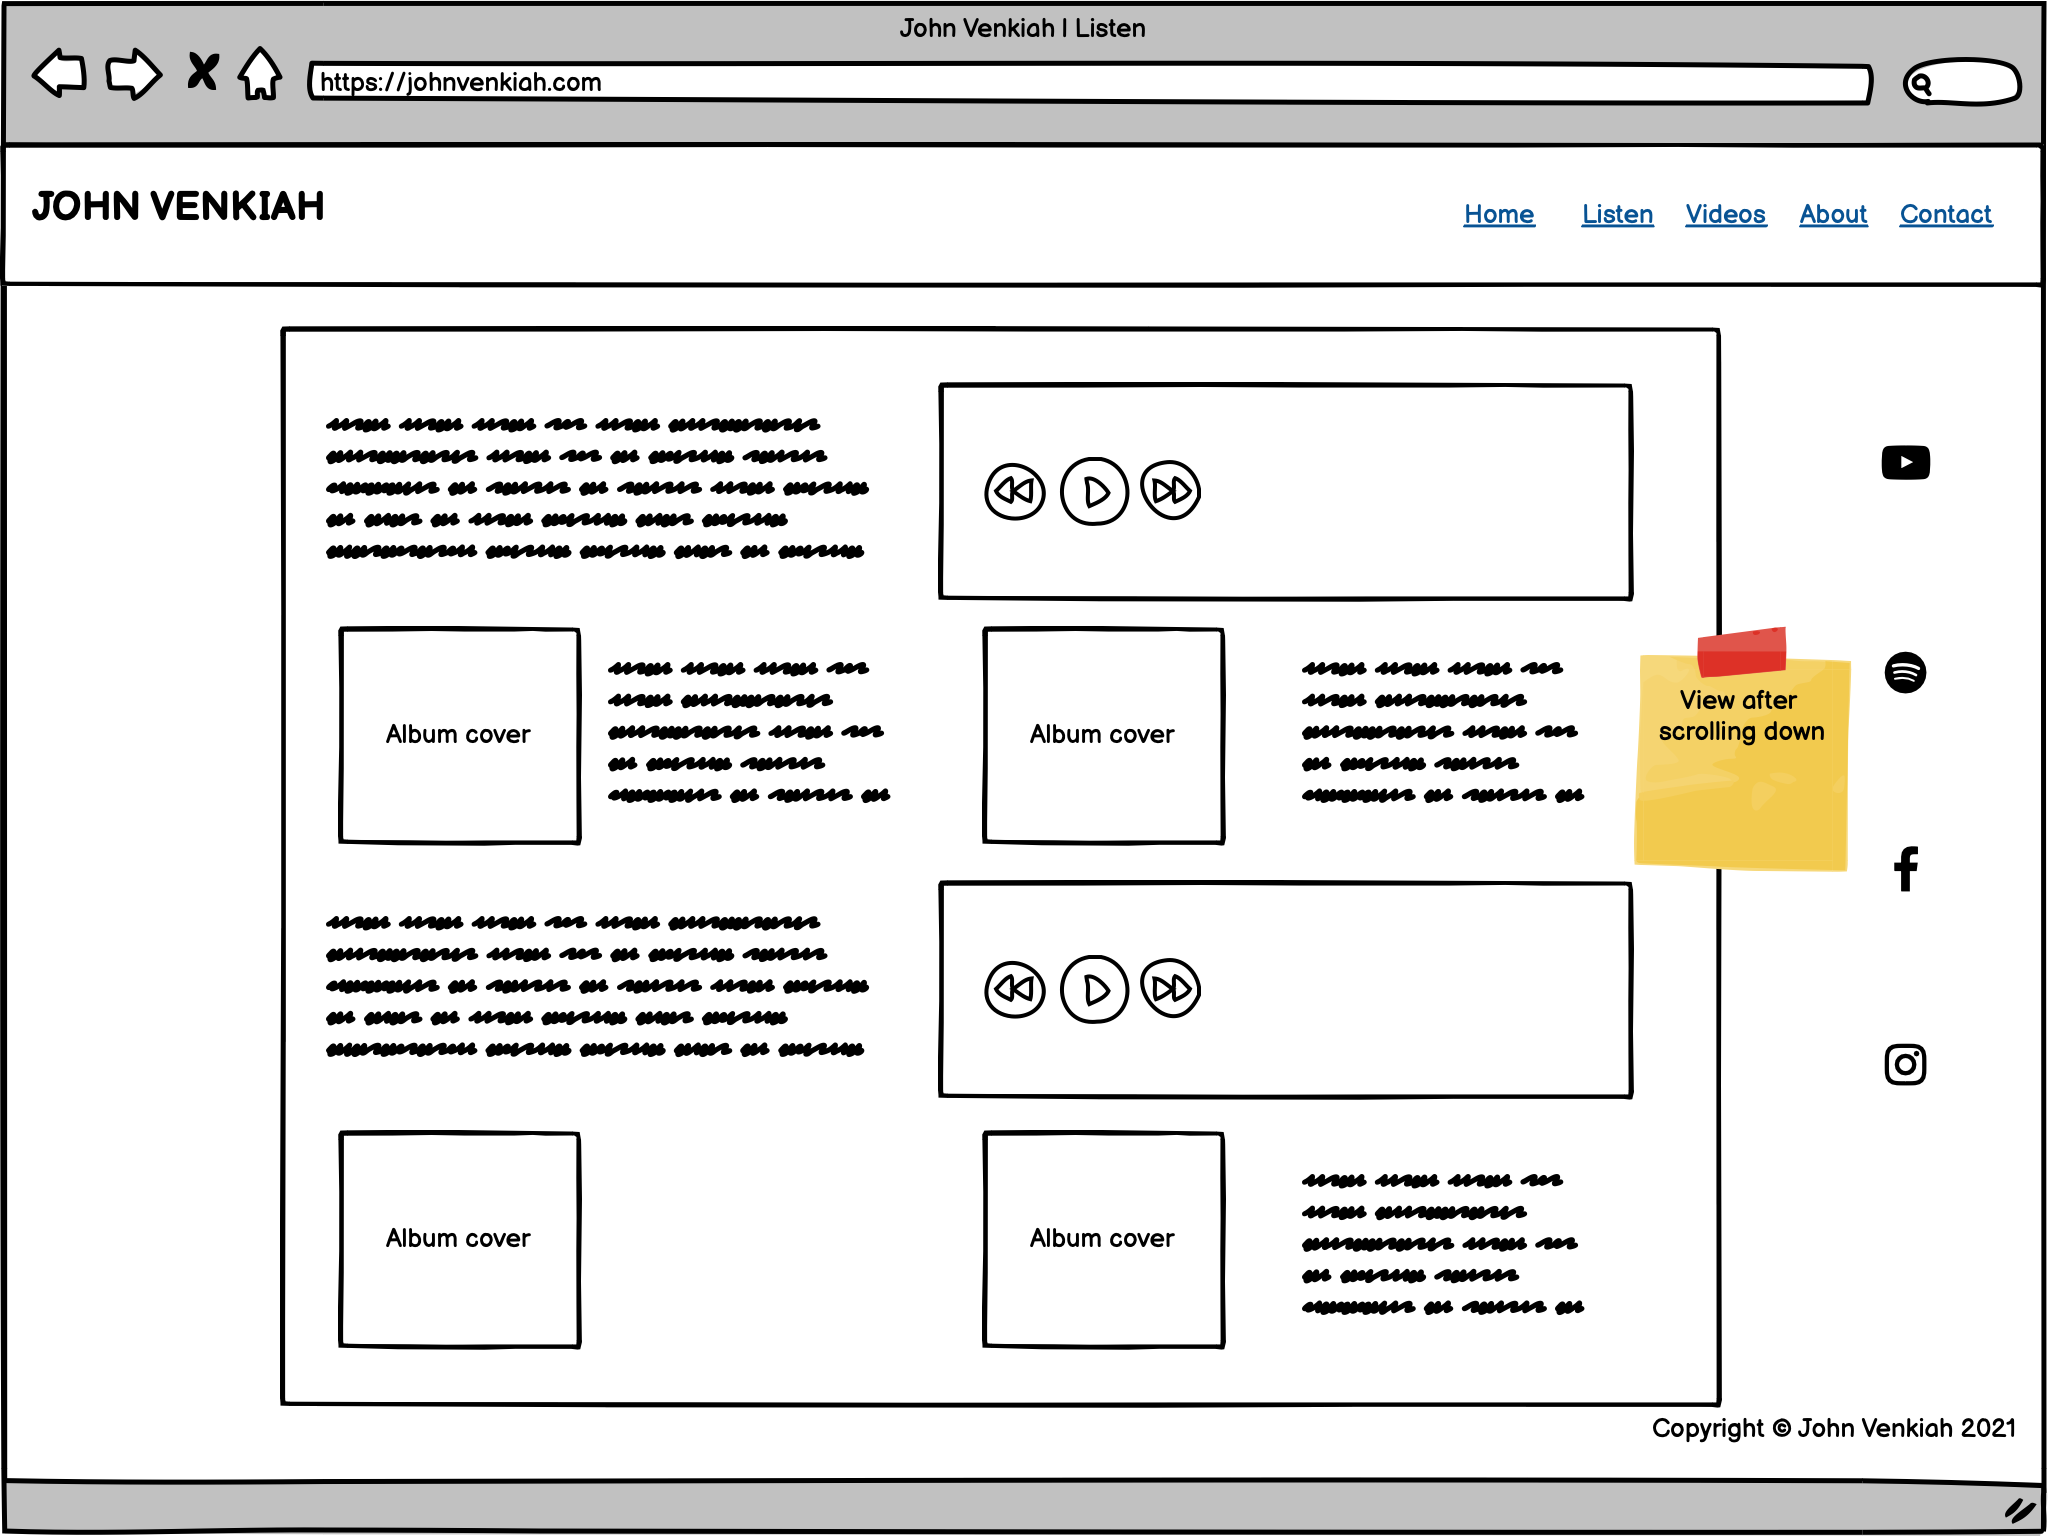 John Venkiah | Listen
https://johnvenkiah.com
JOHN VENKIAH
Home Listen Videos About Contact
Album cover
Album cover
View after
scrolling down
Album cover
Album cover
Copyright © John Venkiah 2021